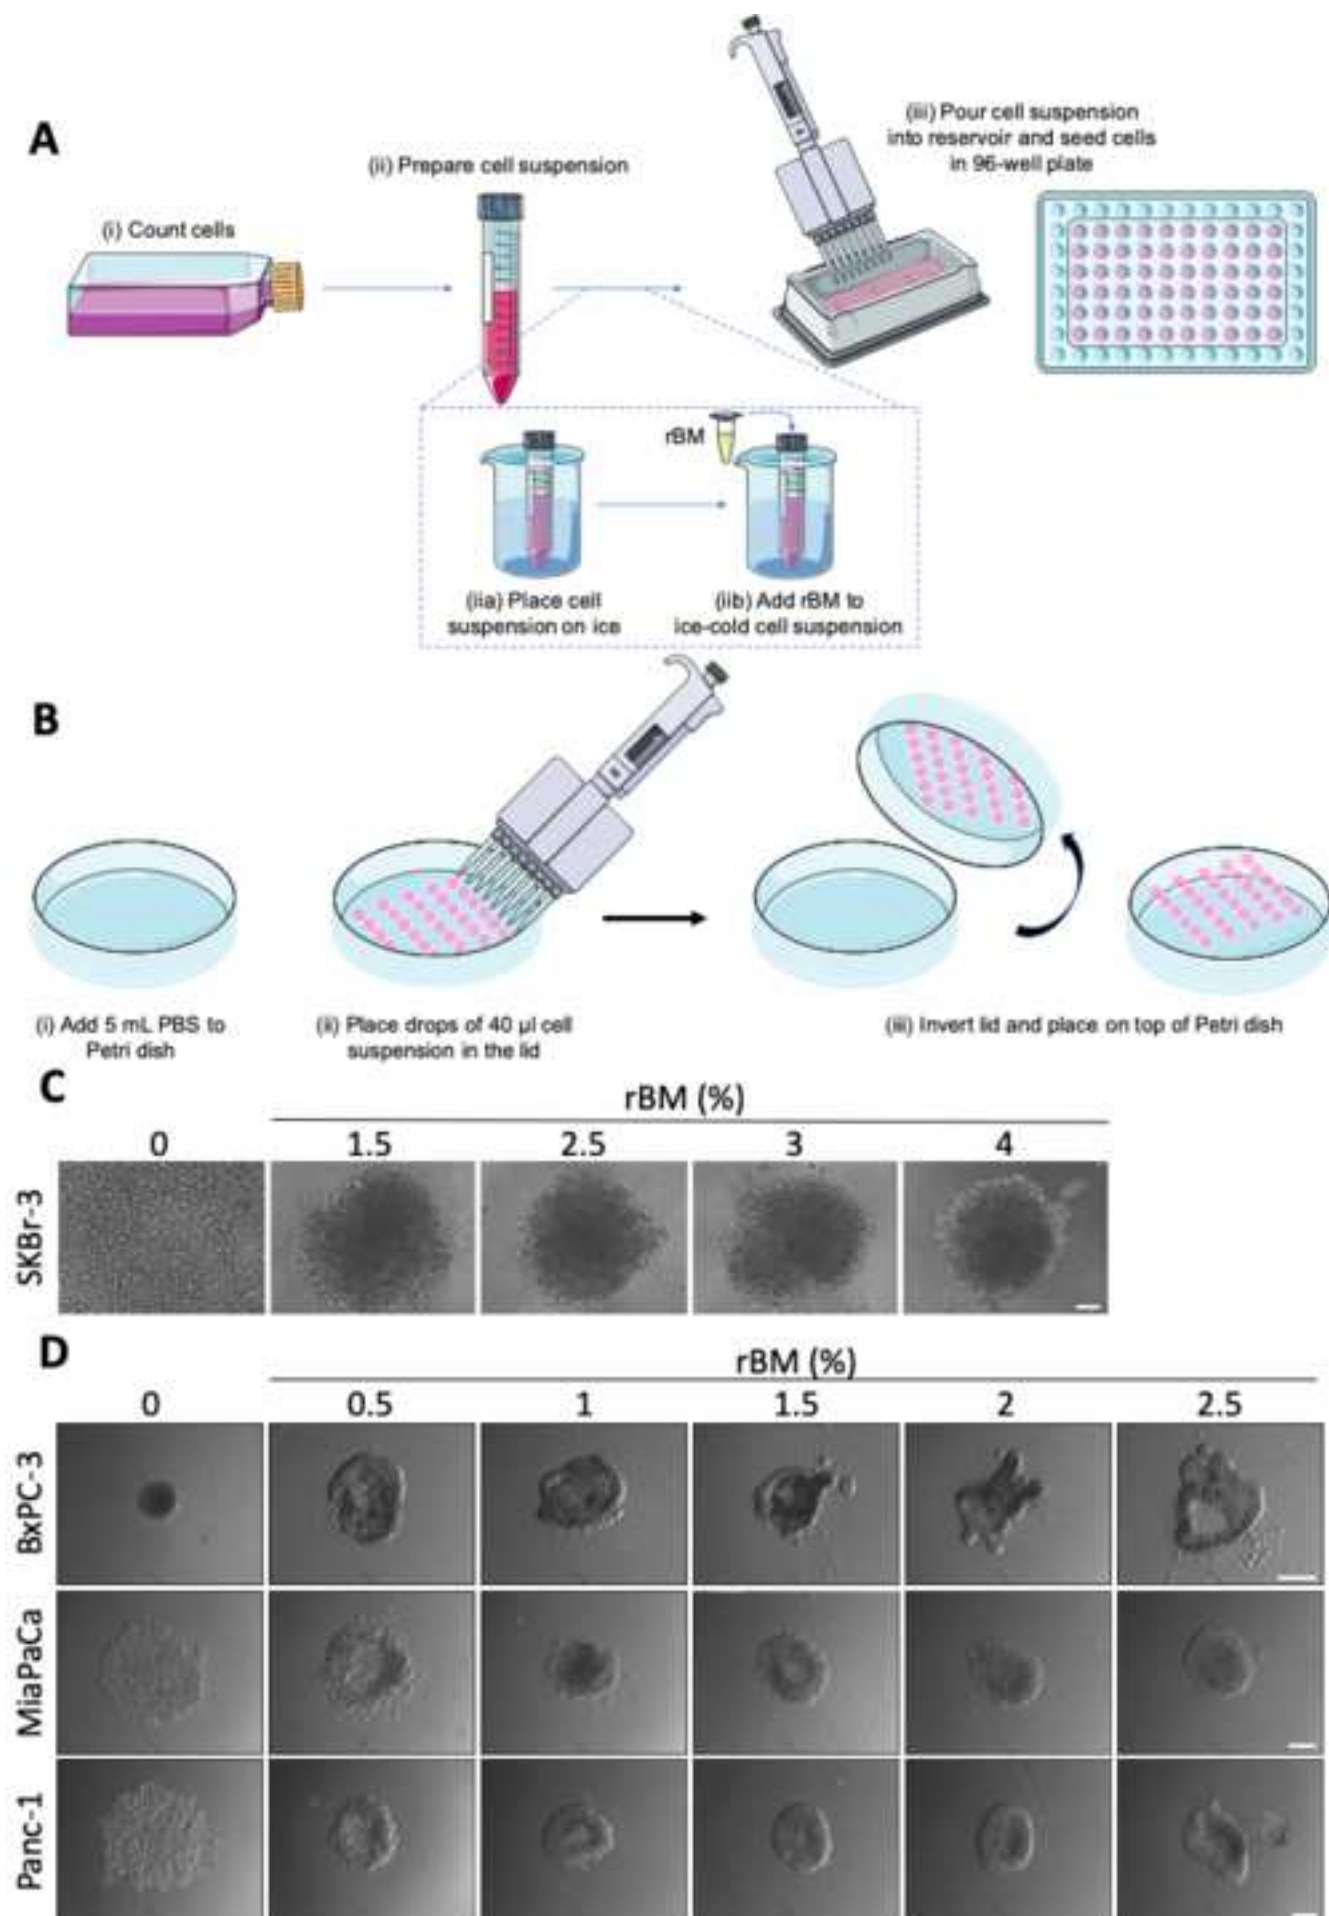 A
(i) Count cells
(ii) Prepare cell suspension
(iii) Pour cell suspension
into reservoir and seed cells
in 96-well plate
rBM
(iia) Place cell
suspension on ice
(iib) Add rBM to
ice-cold cell suspension
B
(i) Add 5 mL PBS to
Petri dish
(ii) Place drops of 40 µl cell
suspension in the lid
(iii) Invert lid and place on top of Petri dish
C
rBM (%)
0 1.5 2.5 3 4
SKBr-3
D
rBM (%)
0 0.5 1 1.5 2 2.5
BxPC-3
MiaPaCa
Panc-1